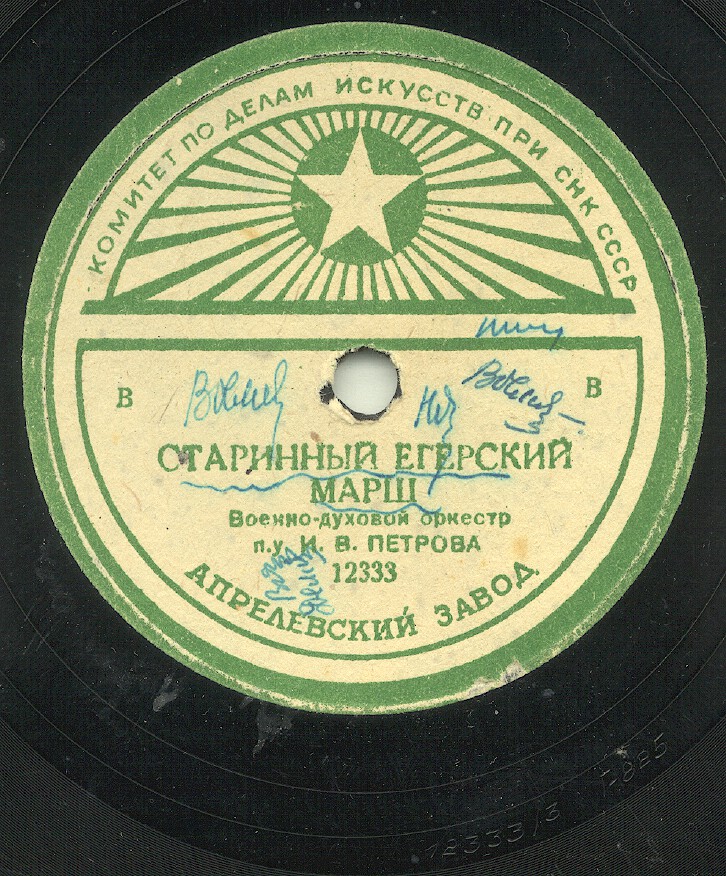 КОМИТЕТ ПО ДЕЛАМ ИСКУССТВ ПРИ СНК СССР
В В
СТАРИННЫЙ ЕГЕРСКИЙ
МАРШ
Военно-духовой оркестр
п.у. И. В. ПЕТРОВА
12333
АПРЕЛЕВСКИЙ ЗАВОД
12333/3